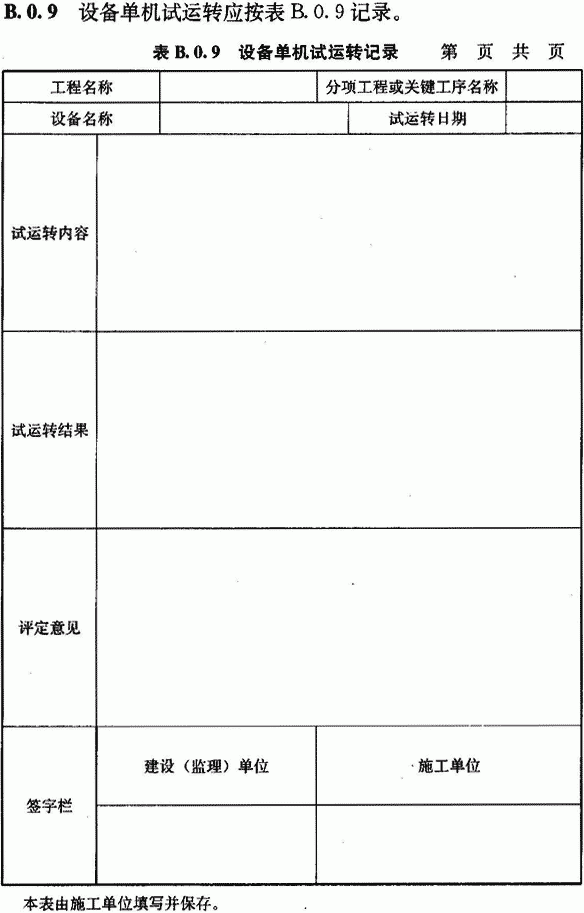 B.0.9 设备单机试运转应按表 B.0.9 记录。
表 B.0.9 设备单机试运转记录 第 页 共 页
工程名称 分项工程或关键工序名称
设备名称 试运转日期
试运转内容
试运转结果
评定意见
签字栏
建设（监理）单位 施工单位
本表由施工单位填写并保存。